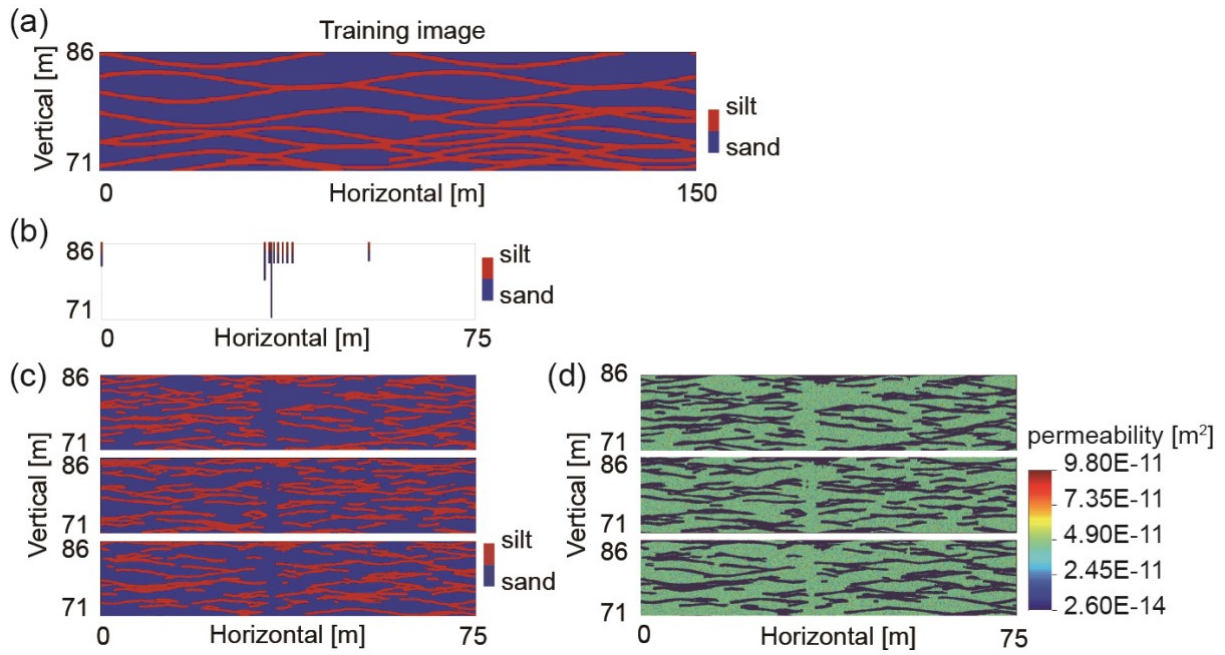 (a)
Training image
Vertical [m]
86
71
0
Horizontal [m]
150
silt
sand
(b)
86
71
0
Horizontal [m]
75
silt
sand
(c)
Vertical [m]
86
71
86
71
86
71
0
Horizontal [m]
75
silt
sand
(d)
Vertical [m]
86
71
86
71
86
71
0
Horizontal [m]
75
permeability [m²]
9.80E-11
7.35E-11
4.90E-11
2.45E-11
2.60E-14